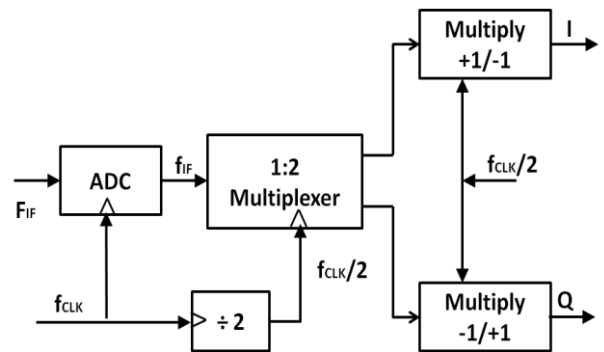 Multiply
+1/-1
I
ADC
fIF
1:2
Multiplexer
FIF
fCLK/2
fCLK/2
fCLK
÷ 2
Multiply
-1/+1
Q